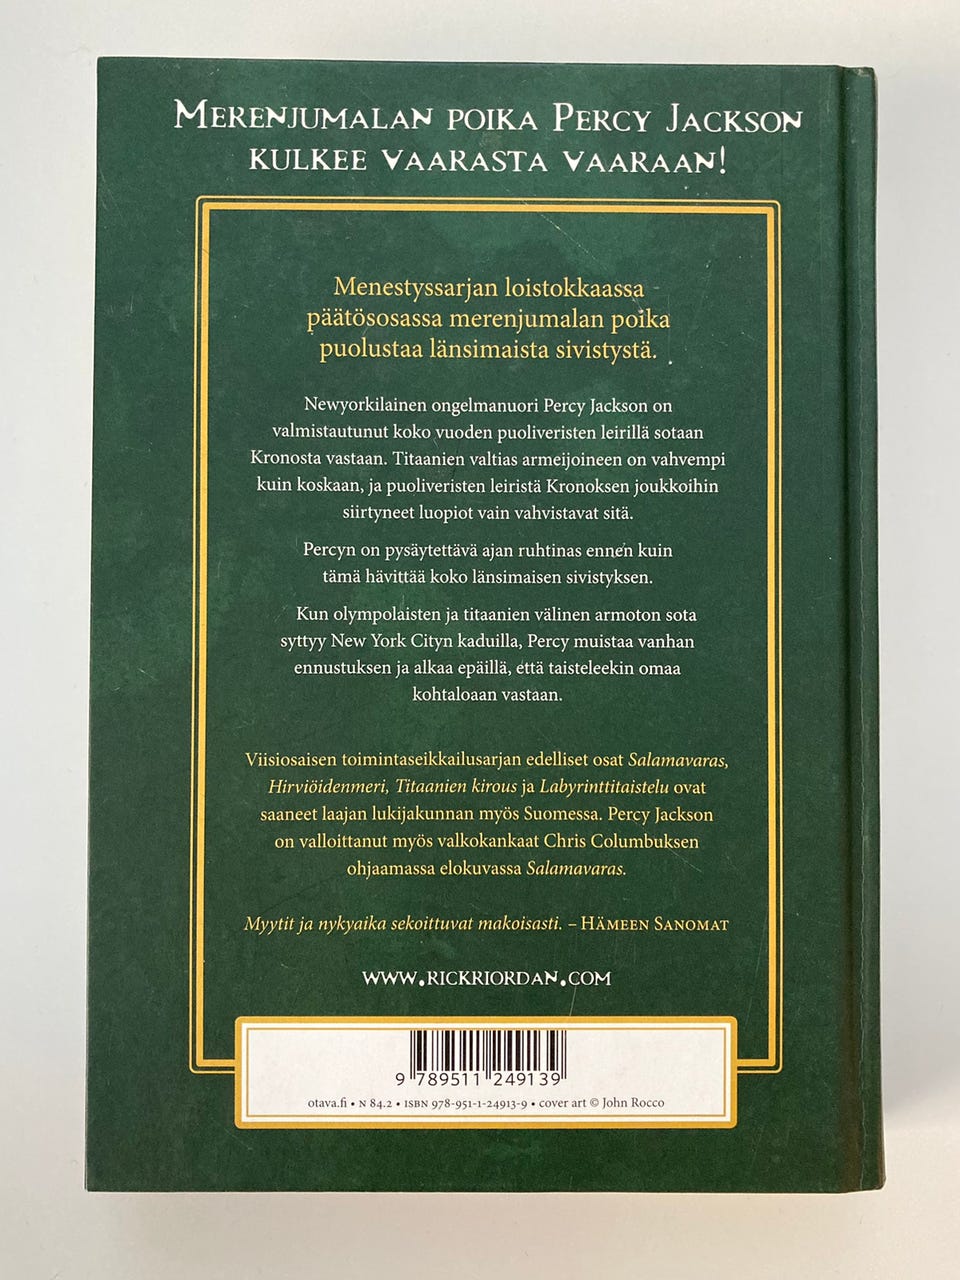 Merenjumalan poika Percy Jackson
kulkee vaarasta vaaraan!
Menestyssarjan loistokkaassa
päätösosassa merenjumalan poika
puolustaa länsimaista sivistystä.
Newyorkilainen ongelmanuori Percy Jackson on
valmistautunut koko vuoden puoliveristen leirillä sotaan
Kronosta vastaan. Titaanien valtias armeijoineen on vahvempi
kuin koskaan, ja puoliveristen leiristä Kronoksen joukkoihin
siirtyneet luopiot vain vahvistavat sitä.
Percyn on pysäytettävä ajan ruhtinas ennen kuin
tämä hävittää koko länsimaisen sivistyksen.
Kun olympolaisten ja titaanien välinen armoton sota
syttyy New York Cityn kaduilla, Percy muistaa vanhan
ennustuksen ja alkaa epäillä, että taisteleekin omaa
kohtaloaan vastaan.
Viisiosaisen toimintaseikkailusarjan edelliset osat Salamavaras,
Hirviöidenmeri, Titaanien kirous ja Labyrinttitaistelu ovat
saaneet laajan lukijakunnan myös Suomessa. Percy Jackson
on valloittanut myös valkokankaat Chris Columbuksen
ohjaamassa elokuvassa Salamavaras.
Myytit ja nykyaika sekoittuvat makoisasti. – Hämeen Sanomat
www.rickriordan.com
9 789511 249139
otava.fi • N 84.2 • ISBN 978-951-1-24913-9 • cover art © John Rocco